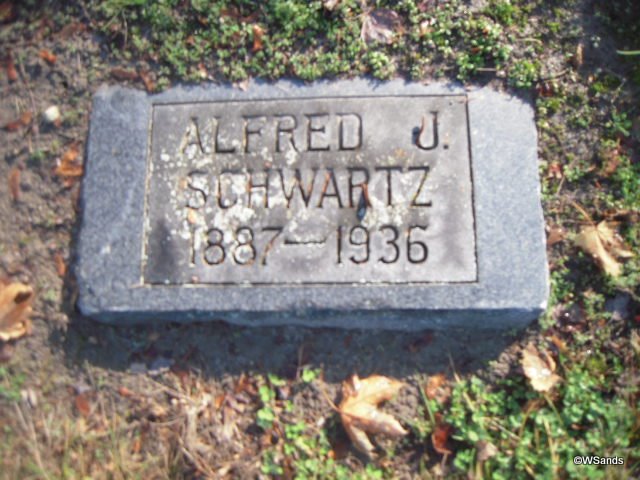 ALFRED J.
SCHWARTZ
1887—1936
©WSands